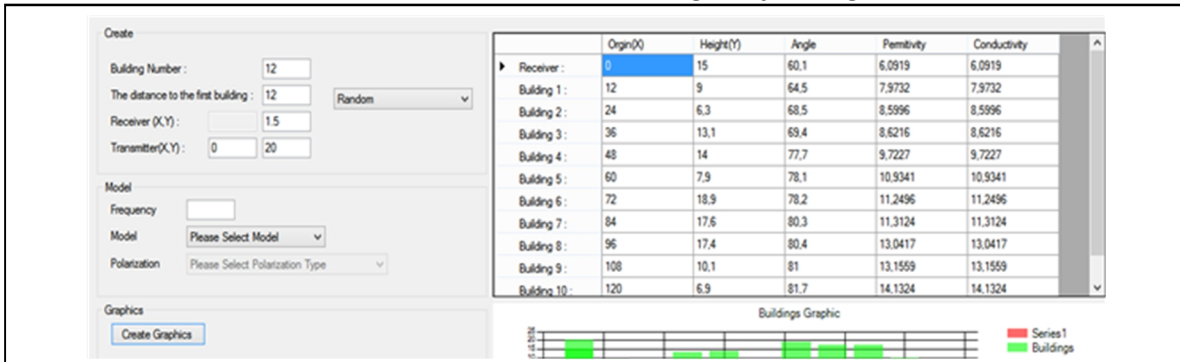 Create
Building Number : 12
The distance to the first building : 12 Random
Receiver (X,Y) : 1.5
Transmitter(X,Y) : 0 20
Model
Frequency
Model Please Select Model
Polarization Please Select Polarization Type
Graphics
Create Graphics
Orgin(X) Height(Y) Angle Permitivity Conductivity
Receiver : 0 15 60,1 6,0919 6,0919
Building 1 : 12 9 64,5 7,9732 7,9732
Building 2 : 24 6,3 68,5 8,5996 8,5996
Building 3 : 36 13,1 69,4 8,6216 8,6216
Building 4 : 48 14 77,7 9,7227 9,7227
Building 5 : 60 7,9 78,1 10,9341 10,9341
Building 6 : 72 18,9 78,2 11,2496 11,2496
Building 7 : 84 17,6 80,3 11,3124 11,3124
Building 8 : 96 17,4 80,4 13,0417 13,0417
Building 9 : 108 10,1 81 13,1559 13,1559
Building 10 : 120 6,9 81,7 14,1324 14,1324
Buildings Graphic
Series1
Buildings